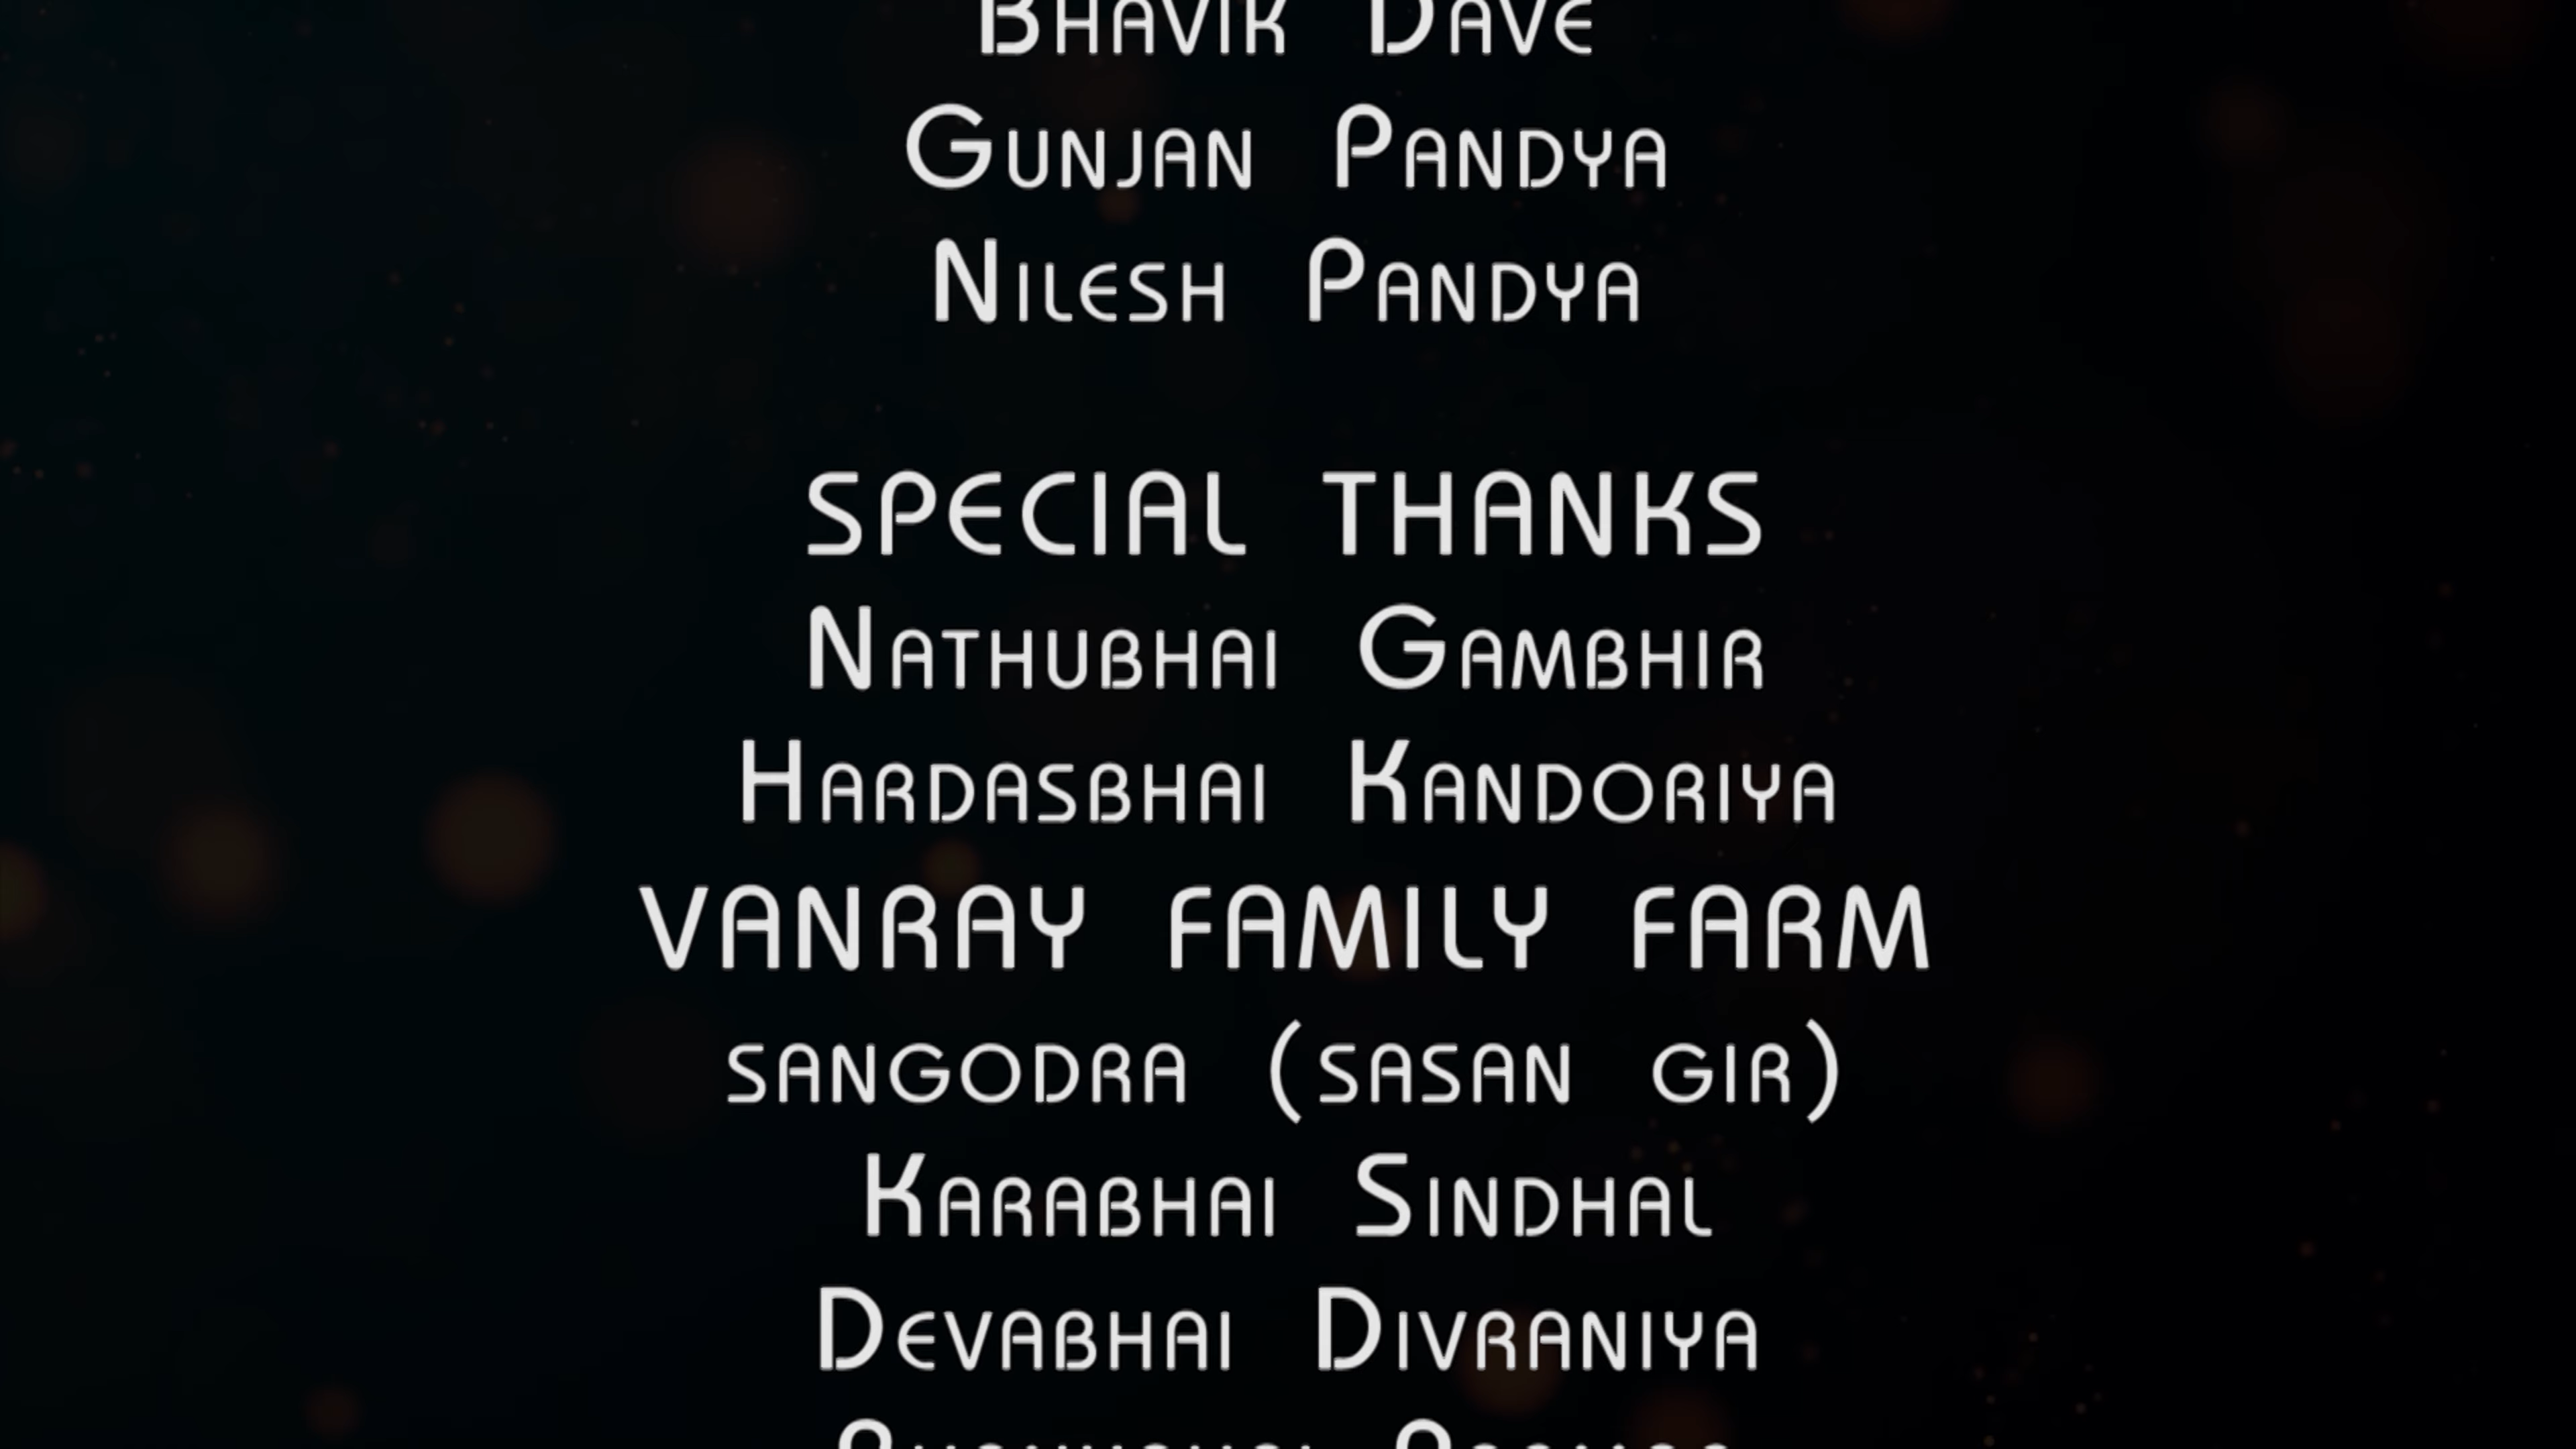 Bhavik Dave
Gunjan Pandya
Nilesh Pandya
SPECIAL THANKS
Nathubhai Gambhir
Hardasbhai Kandoriya
VANRAY FAMILY FARM
SANGODRA (SASAN GIR)
Karabhai Sindhal
Devabhai Divraniya